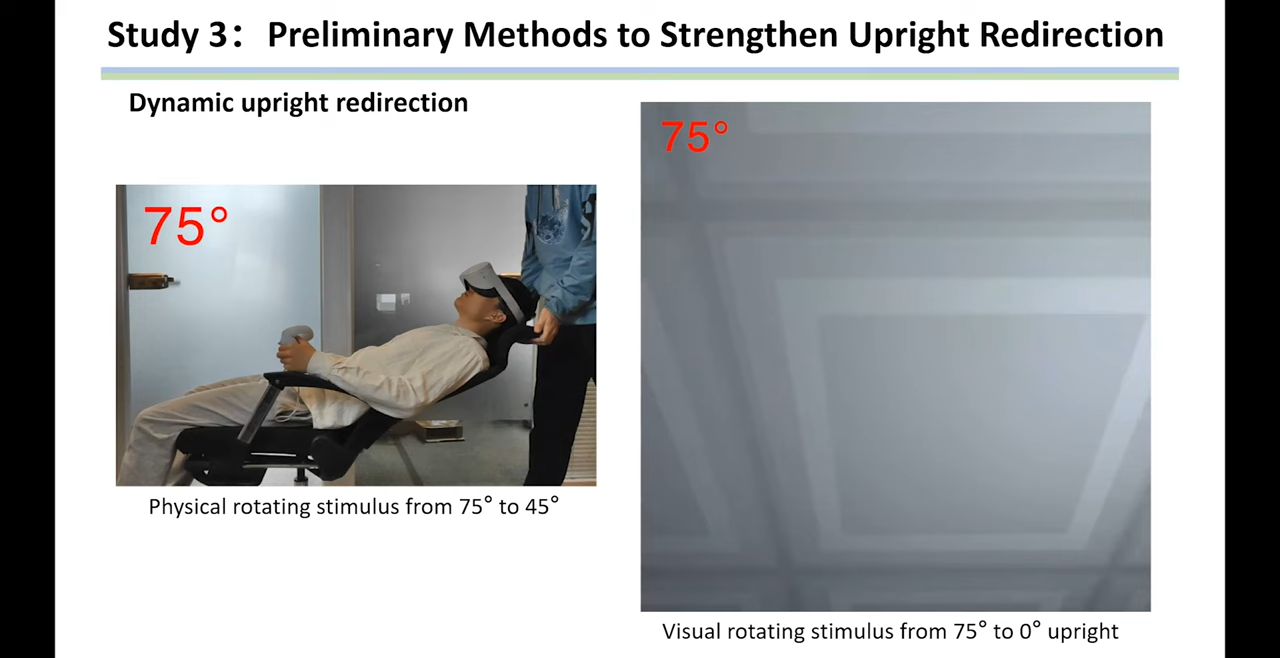 Study 3：Preliminary Methods to Strengthen Upright Redirection
Dynamic upright redirection
75°
75°
Physical rotating stimulus from 75° to 45°
Visual rotating stimulus from 75° to 0° upright